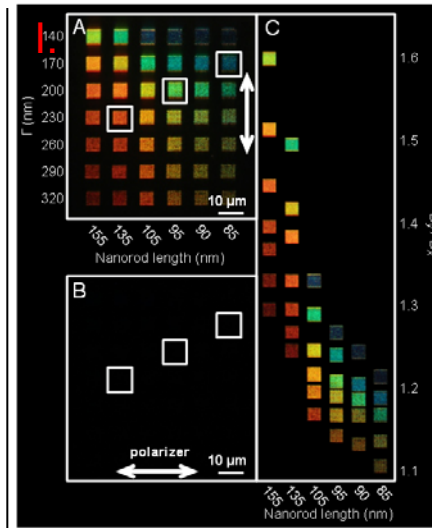 I.
A
C
140
170
200
230
260
290
320
Γ (nm)
10 μm
155
135
105
95
90
85
Nanorod length (nm)
B
polarizer
10 μm
1.6
1.5
1.4
1.3
1.2
1.1
155
135
105
95
90
85
Nanorod length (nm)